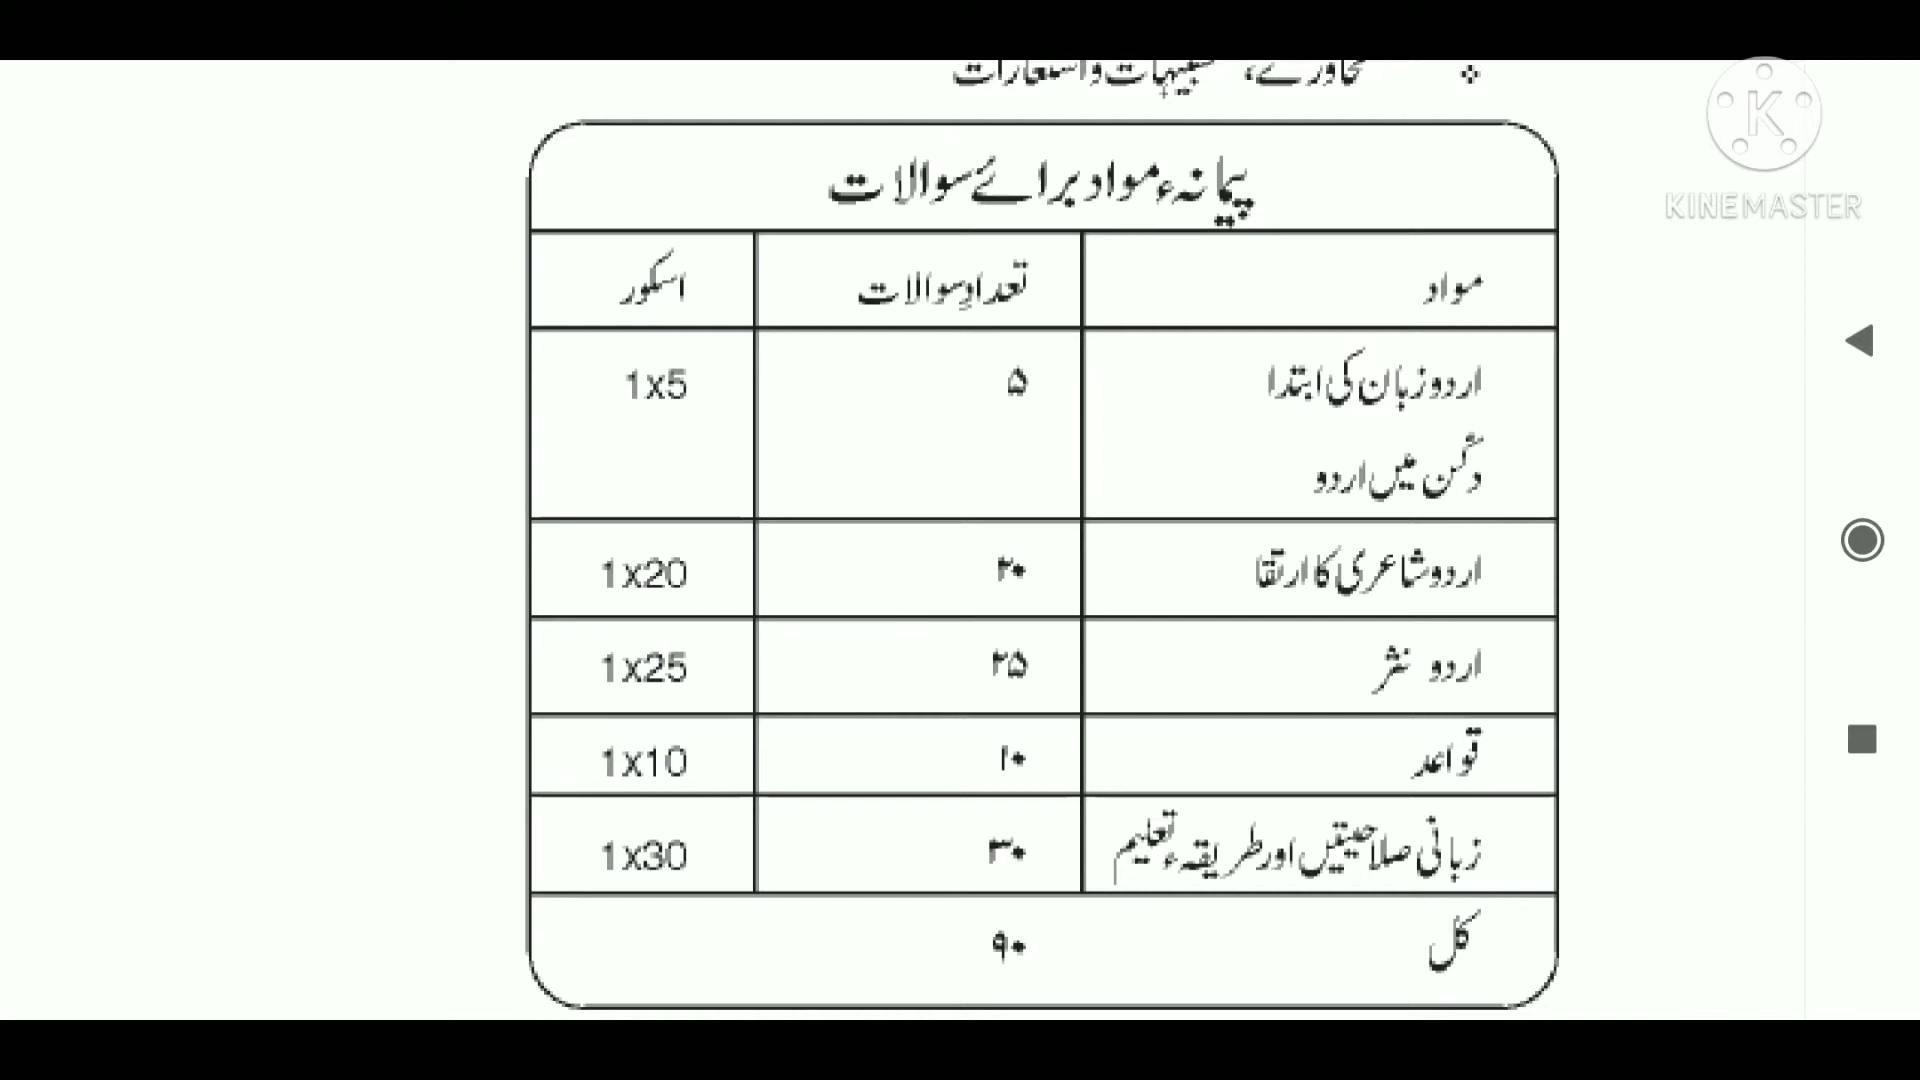 ❖ محاورے، تشبیہات و استعارات
پیمانہء مواد برائے سوالات
مواد تعدادِ سوالات اسکور
اردو زبان کی ابتدا ۵ 1x5
دکن میں اردو
اردو شاعری کا ارتقا ۲۰ 1x20
اردو نثر ۲۵ 1x25
قواعد ۱۰ 1x10
زبانی صلاحیتیں اور طریقہء تعلیم ۳۰ 1x30
کل ۹۰
KINEMASTER